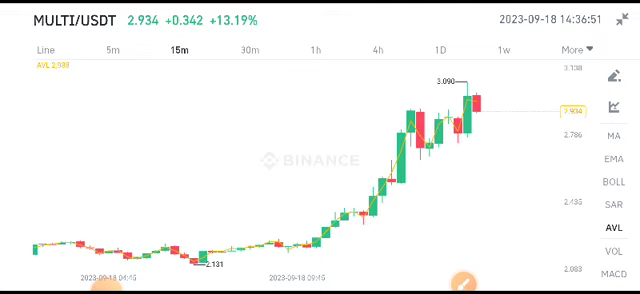 MULTI/USDT 2.934 +0.342 +13.19% 2023-09-18 14:36:51
Line 5m 15m 30m 1h 4h 1D 1w More
AVL 2.938
3.138
3.090
2.934
2.786
BINANCE
2.435
2.131
2.083
2023-09-18 04:45 2023-09-18 09:45
MA
EMA
BOLL
SAR
AVL
VOL
MACD